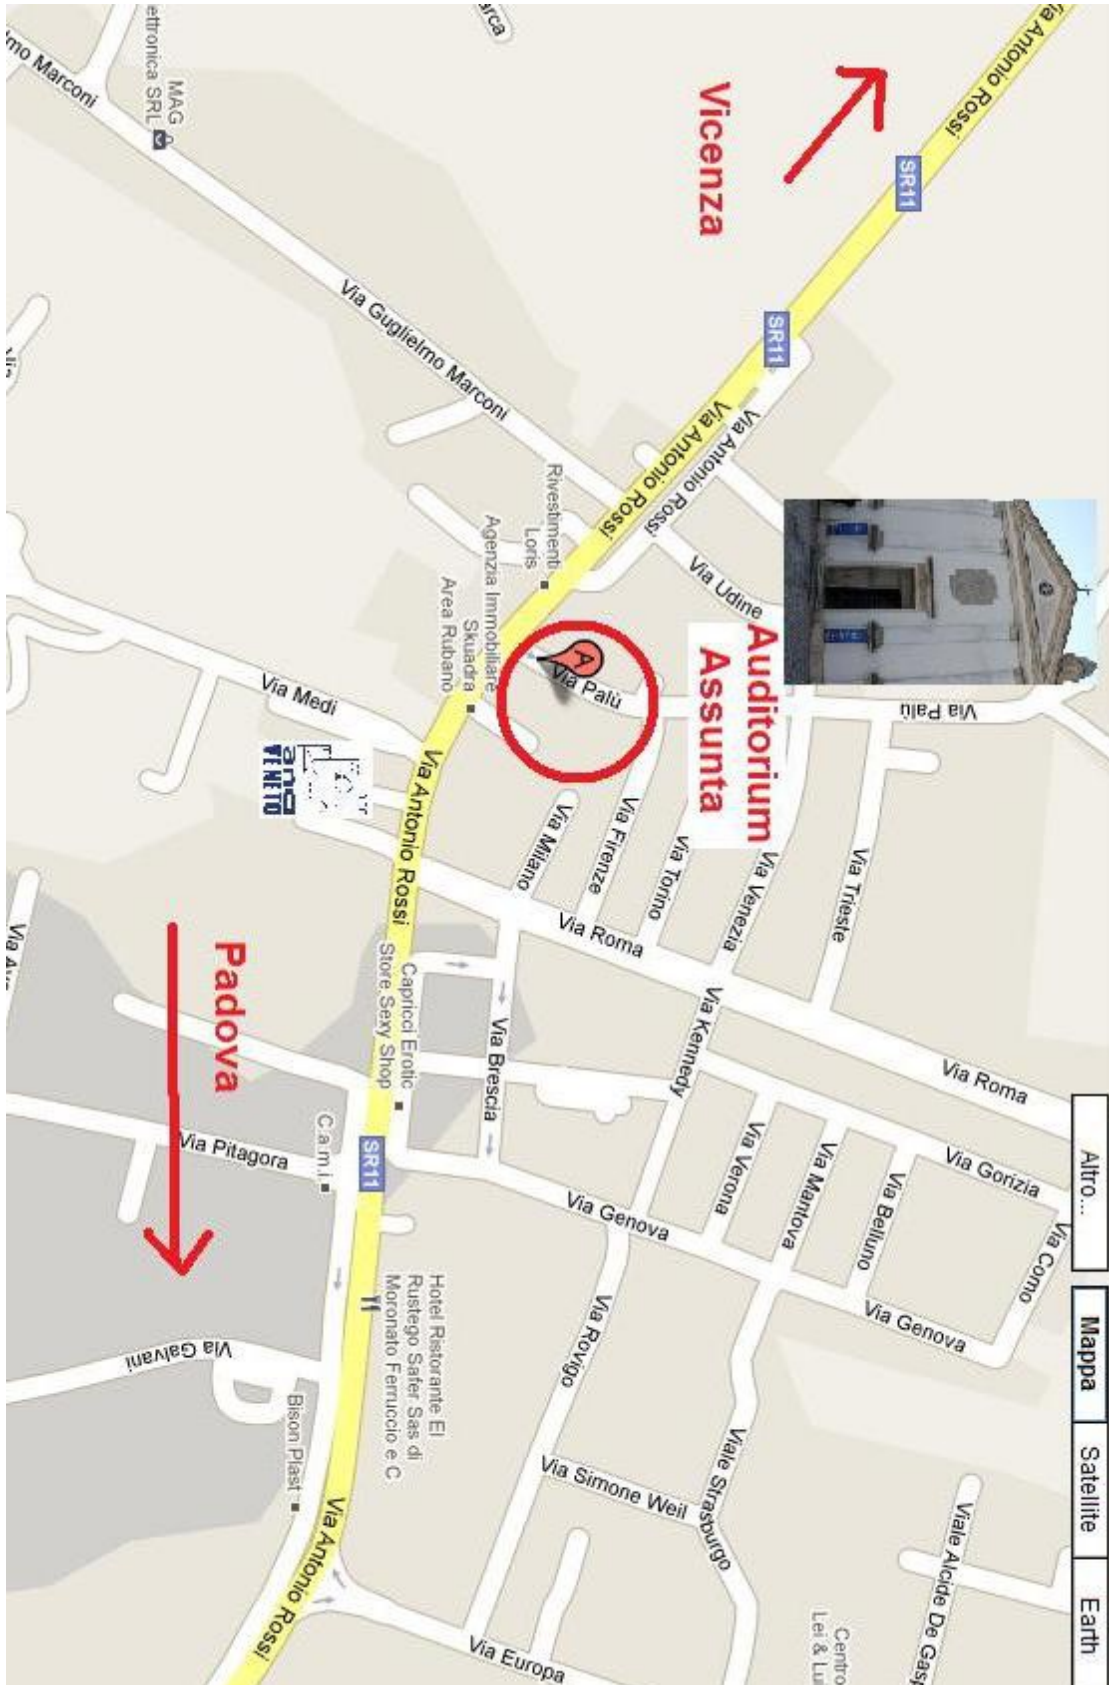 Altro...
Mappa
Satellite
Earth
Via Antonio Rossi
SR11
Vicenza
SR11
Via Antonio Rossi
Via Antonio Rossi
arca
lmo Marconi
MAG
ettronica SRL
Via Guglielmo Marconi
Rivestimenti
Loris
Agenzia Immobiliare
Skuadra
Area Rubano
Via Udine
Auditorium
Assunta
A
Via Palù
Via Palù
Via Medi
VENETO
Via Antonio Rossi
Via Milano
Via Firenze
Via Torino
Via Venezia
Via Trieste
Via Roma
Via Roma
Padova
Capricci Erotic
Store, Sexy Shop
Via Brescia
Via Kennedy
Via Verona
Via Mantova
Via Belluno
Via Gorizia
Via Como
Via Genova
Via Genova
C.a.m.i
Via Pitagora
SR11
Hotel Ristorante El
Rustego Safer Sas di
Moronato Ferruccio e C
Via Galvani
Bison Plast
Via Rovigo
Via Simone Weil
Viale Strasburgo
Viale Alcide De Gasp
Centro
Lei & Lui
Via Antonio Rossi
Via Europa